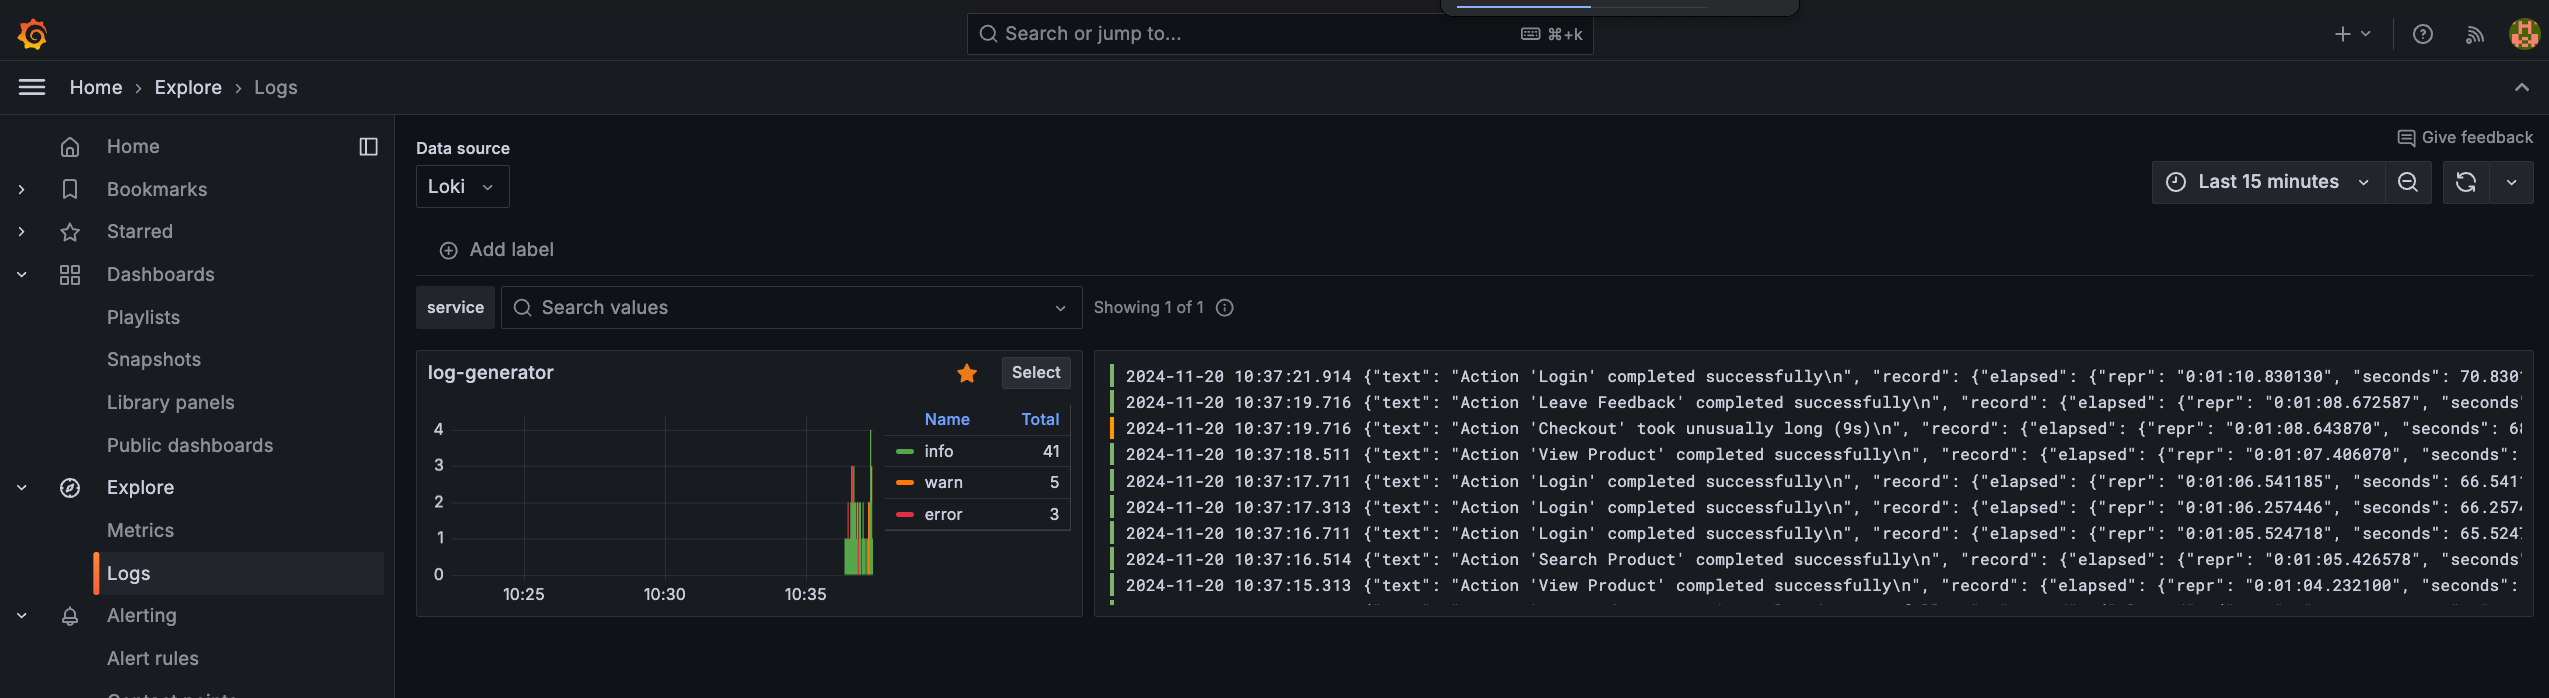 Search or jump to... ⌘+k
Home › Explore › Logs
Home
Bookmarks
Starred
Dashboards
Playlists
Snapshots
Library panels
Public dashboards
Explore
Metrics
Logs
Alerting
Alert rules
Give feedback
Data source
Loki
Last 15 minutes
Add label
service
Search values
Showing 1 of 1
log-generator
Select
Name Total
info 41
warn 5
error 3
4
3
2
1
0
10:25 10:30 10:35
2024-11-20 10:37:21.914 {"text": "Action 'Login' completed successfully\n", "record": {"elapsed": {"repr": "0:01:10.830130", "seconds": 70.830
2024-11-20 10:37:19.716 {"text": "Action 'Leave Feedback' completed successfully\n", "record": {"elapsed": {"repr": "0:01:08.672587", "seconds"
2024-11-20 10:37:19.716 {"text": "Action 'Checkout' took unusually long (9s)\n", "record": {"elapsed": {"repr": "0:01:08.643870", "seconds": 6
2024-11-20 10:37:18.511 {"text": "Action 'View Product' completed successfully\n", "record": {"elapsed": {"repr": "0:01:07.406070", "seconds":
2024-11-20 10:37:17.711 {"text": "Action 'Login' completed successfully\n", "record": {"elapsed": {"repr": "0:01:06.541185", "seconds": 66.541
2024-11-20 10:37:17.313 {"text": "Action 'Login' completed successfully\n", "record": {"elapsed": {"repr": "0:01:06.257446", "seconds": 66.257
2024-11-20 10:37:16.711 {"text": "Action 'Login' completed successfully\n", "record": {"elapsed": {"repr": "0:01:05.524718", "seconds": 65.524
2024-11-20 10:37:16.514 {"text": "Action 'Search Product' completed successfully\n", "record": {"elapsed": {"repr": "0:01:05.426578", "seconds"
2024-11-20 10:37:15.313 {"text": "Action 'View Product' completed successfully\n", "record": {"elapsed": {"repr": "0:01:04.232100", "seconds":